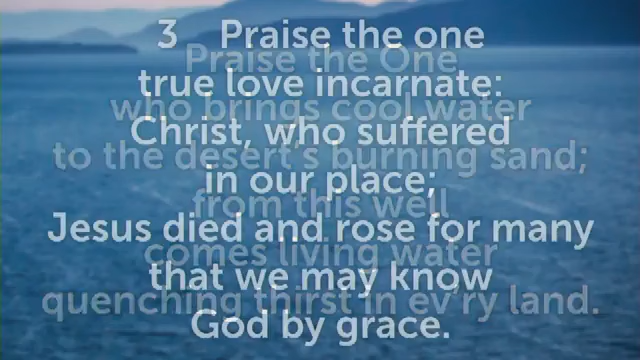 3 Praise the one
true love incarnate:
Christ, who suffered
in our place;
Jesus died and rose for many
that we may know
God by grace.
Praise the One
who brings cool water
to the desert's burning sand;
from this well
comes living water
quenching thirst in ev'ry land.